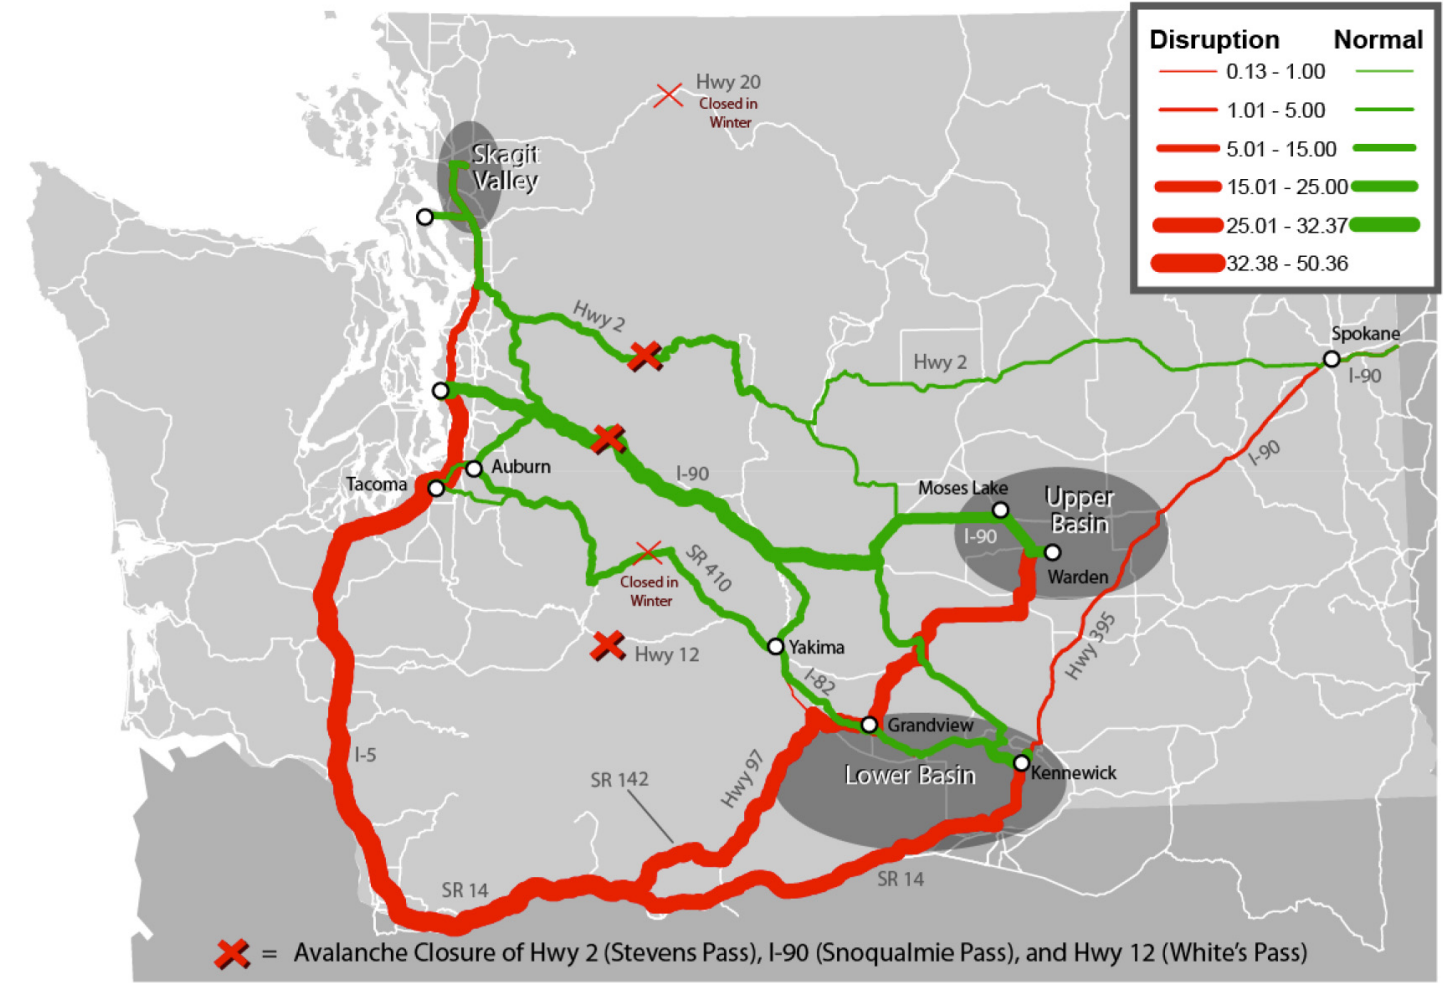 Disruption Normal
0.13 - 1.00
1.01 - 5.00
5.01 - 15.00
15.01 - 25.00
25.01 - 32.37
32.38 - 50.36
Hwy 20
Closed in
Winter
Skagit
Valley
Hwy 2
Hwy 2
Spokane
I-90
I-90
Auburn
Tacoma
I-90
Moses Lake
Upper
Basin
I-90
Warden
SR 410
Closed in
Winter
Hwy 12
Yakima
Hwy 395
I-82
Grandview
I-5
Hwy 97
Lower Basin
Kennewick
SR 142
SR 14
SR 14
= Avalanche Closure of Hwy 2 (Stevens Pass), I-90 (Snoqualmie Pass), and Hwy 12 (White's Pass)